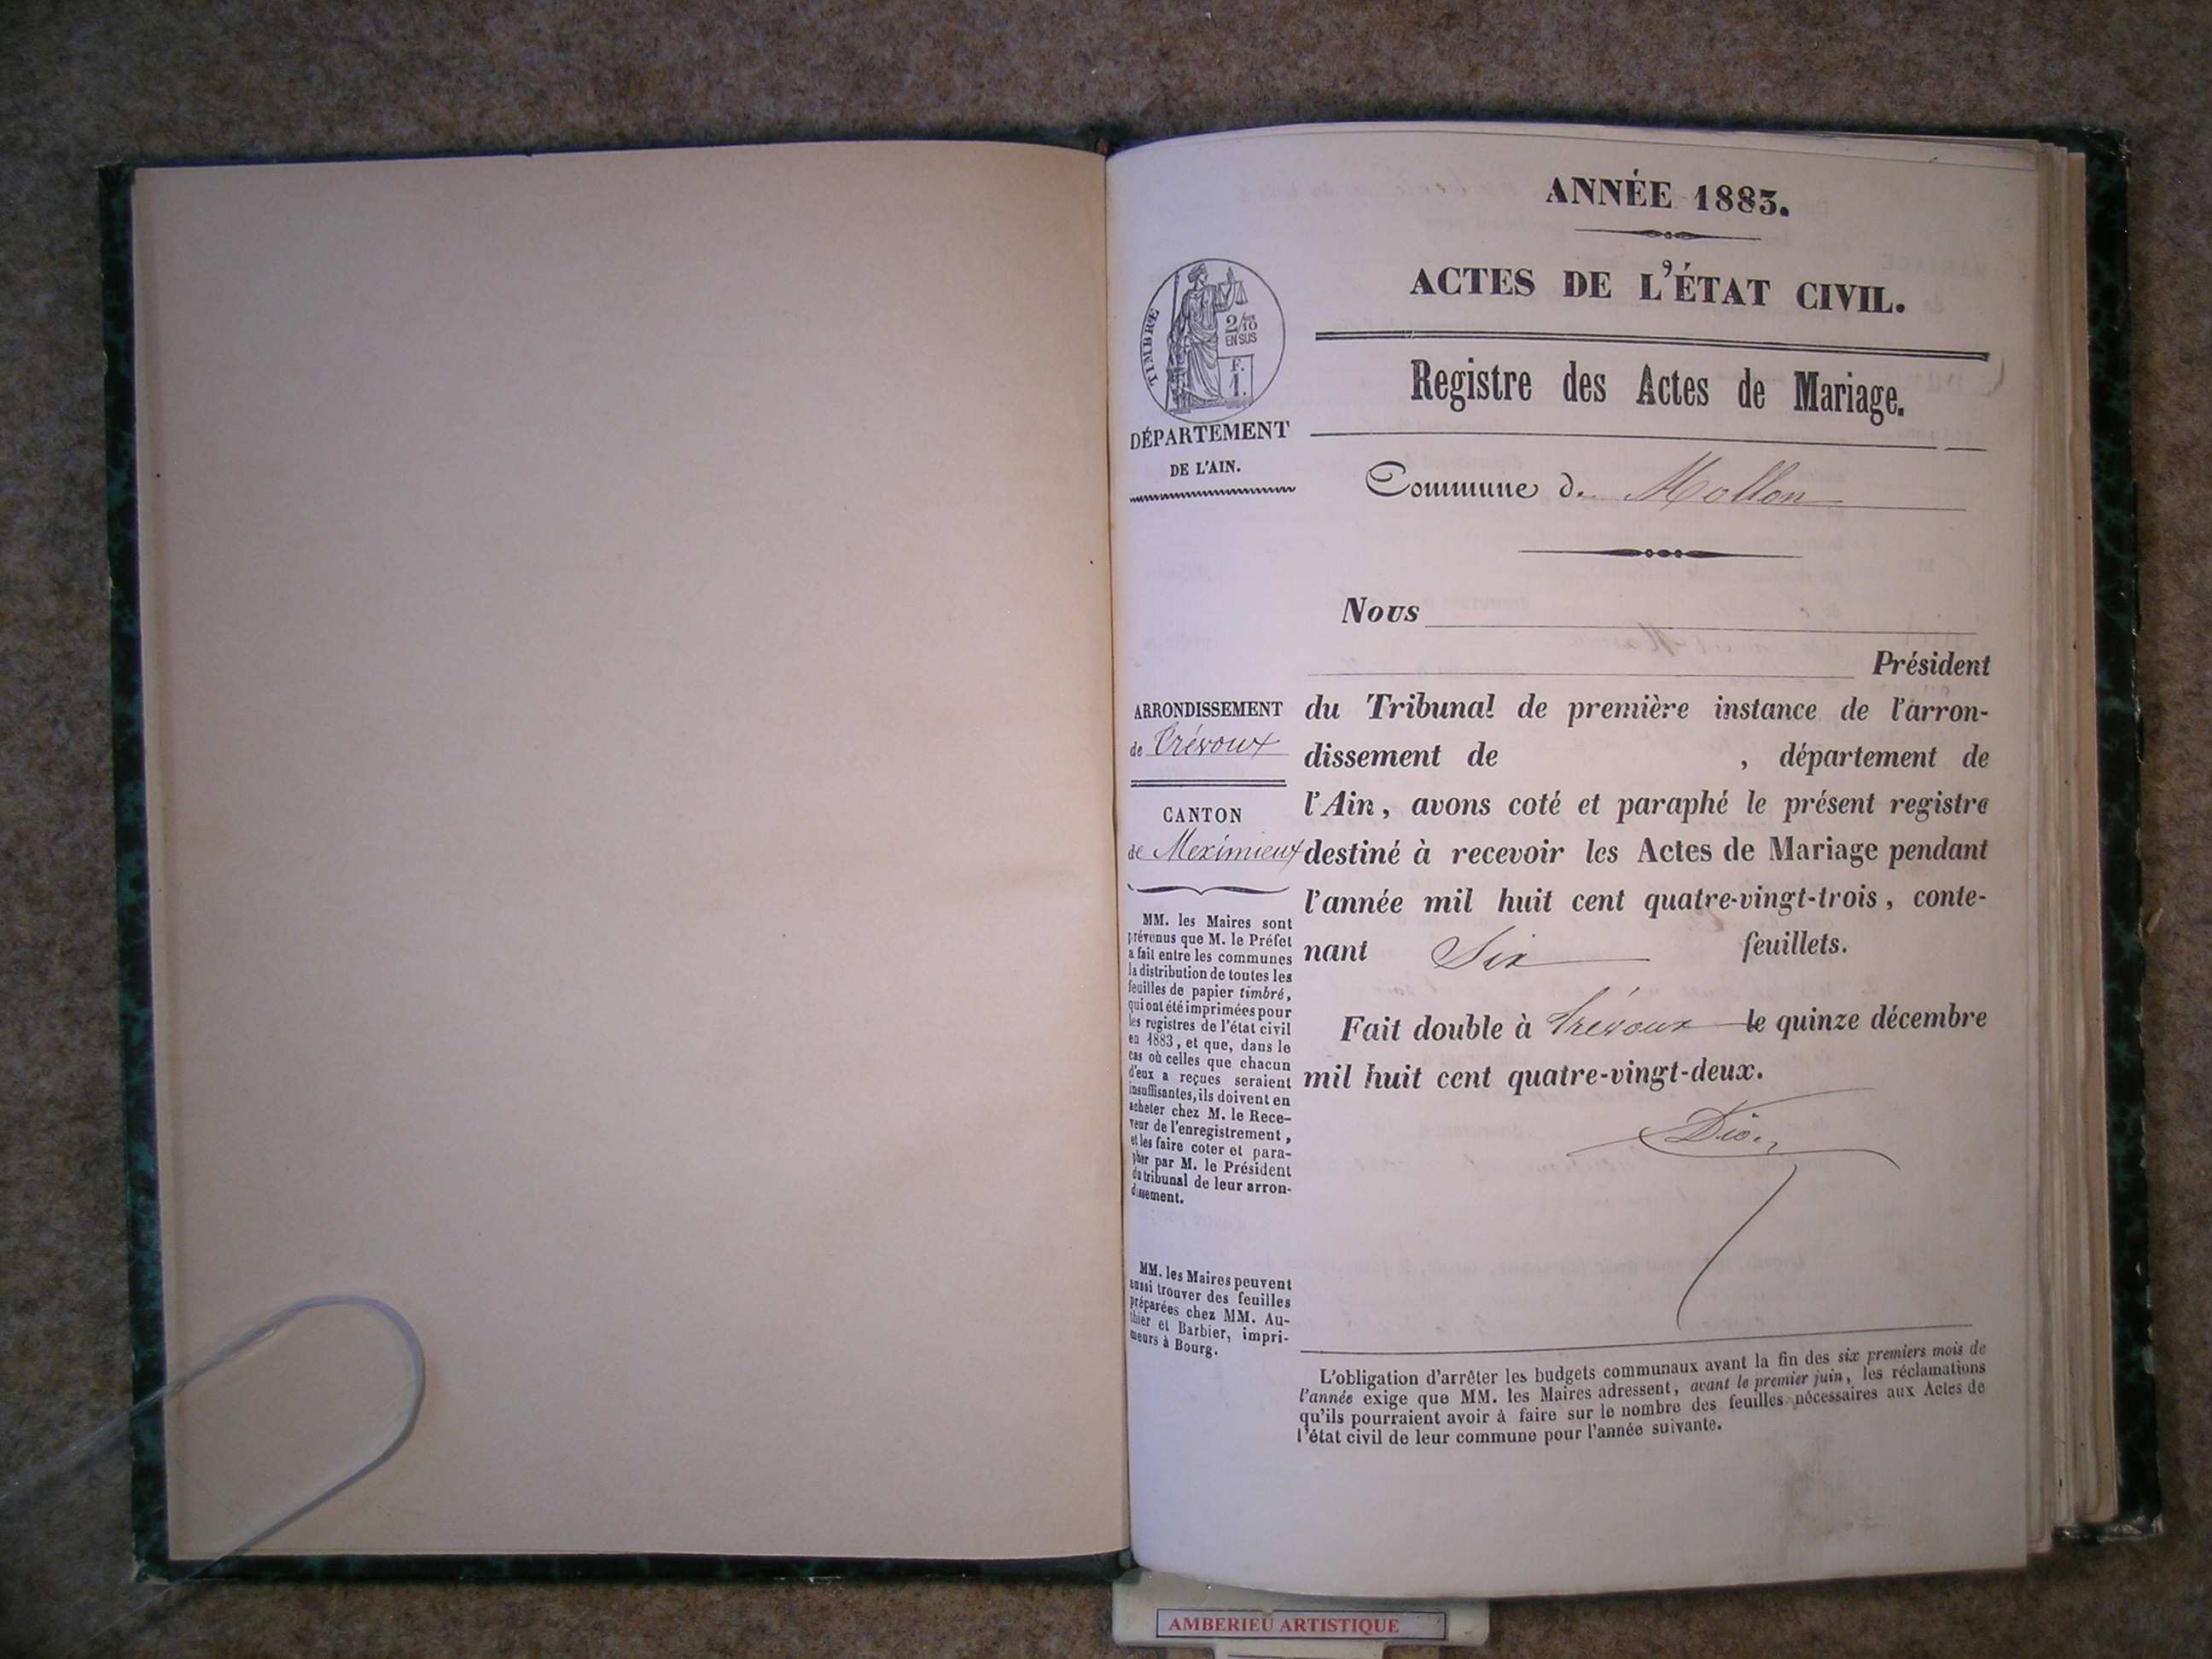 ANNÉE 1883.
ACTES DE L'ÉTAT CIVIL.
Registre des Actes de Mariage.
Commune de Mollon
TIMBRE
2/10
EN SUS
F.
1.
DÉPARTEMENT
DE L'AIN.
ARRONDISSEMENT
de Trévoux
CANTON
de Meximieux
MM. les Maires sont
prévenus que M. le Préfet
a fait entre les communes
la distribution de toutes les
feuilles de papier timbré,
qui ont été imprimées pour
les registres de l'état civil
en 1883, et que, dans le
cas où celles que chacun
d'eux a reçues seraient
insuffisantes, ils doivent en
acheter chez M. le Rece-
veur de l'enregistrement,
et les faire coter et para-
pher par M. le Président
du tribunal de leur arron-
dissement.
MM. les Maires peuvent
aussi trouver des feuilles
préparées chez MM. Au-
thier et Barbier, impri-
meurs à Bourg.
Nous
Président
du Tribunal de première instance de l'arron-
dissement de , département de
l'Ain, avons coté et paraphé le présent registre
destiné à recevoir les Actes de Mariage pendant
l'année mil huit cent quatre-vingt-trois, conte-
nant Six feuillets.
Fait double à Trévoux le quinze décembre
mil huit cent quatre-vingt-deux.
L'obligation d'arrêter les budgets communaux avant la fin des six premiers mois de
l'année exige que MM. les Maires adressent, avant le premier juin, les réclamations
qu'ils pourraient avoir à faire sur le nombre des feuilles nécessaires aux Actes de
l'état civil de leur commune pour l'année suivante.
AMBERIEU ARTISTIQUE